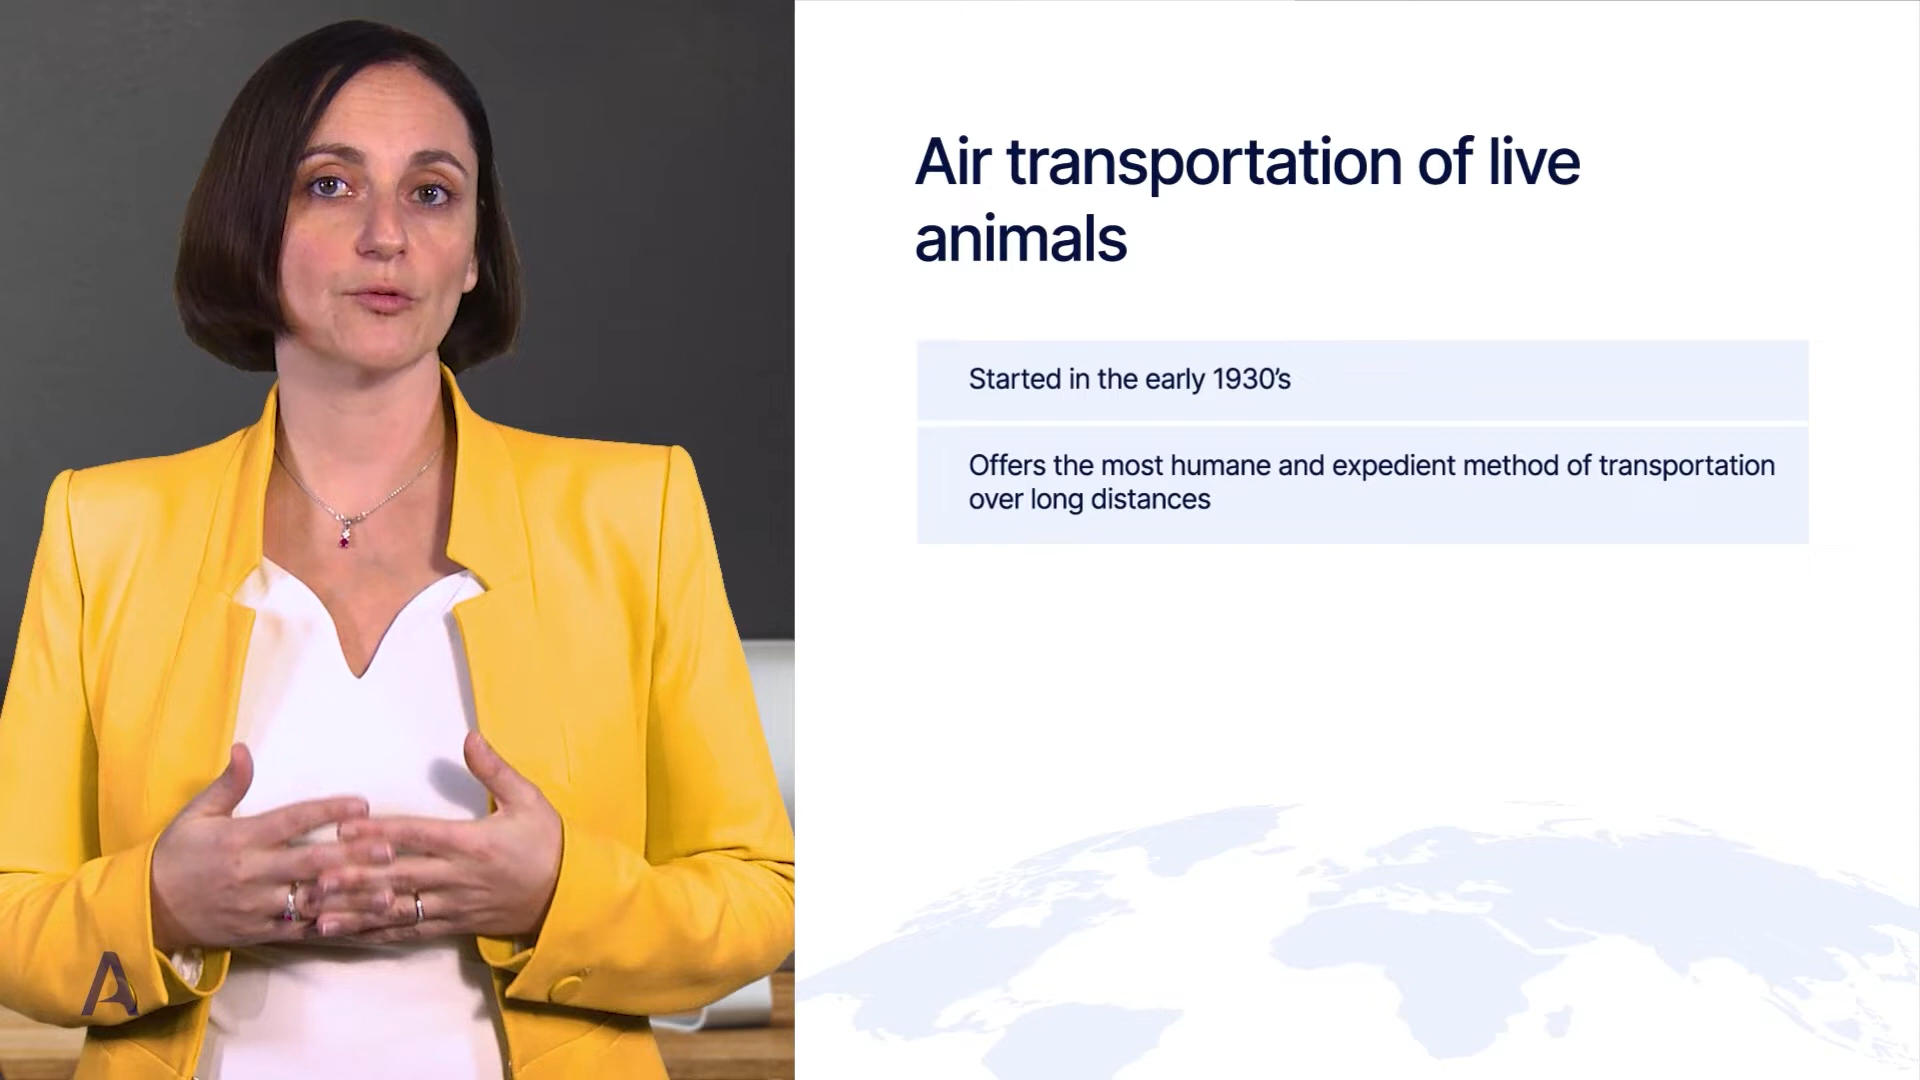 Air transportation of live
animals
Started in the early 1930’s
Offers the most humane and expedient method of transportation
over long distances
A